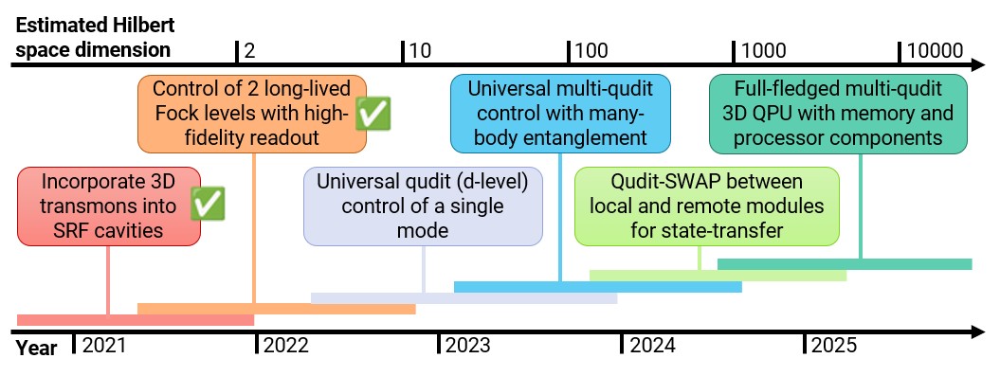 Estimated Hilbert
space dimension
2
10
100
1000
10000
Control of 2 long-lived
Fock levels with high-
fidelity readout
Universal multi-qudit
control with many-
body entanglement
Full-fledged multi-qudit
3D QPU with memory and
processor components
Incorporate 3D
transmons into
SRF cavities
Universal qudit (d-level)
control of a single
mode
Qudit-SWAP between
local and remote modules
for state-transfer
Year
2021
2022
2023
2024
2025